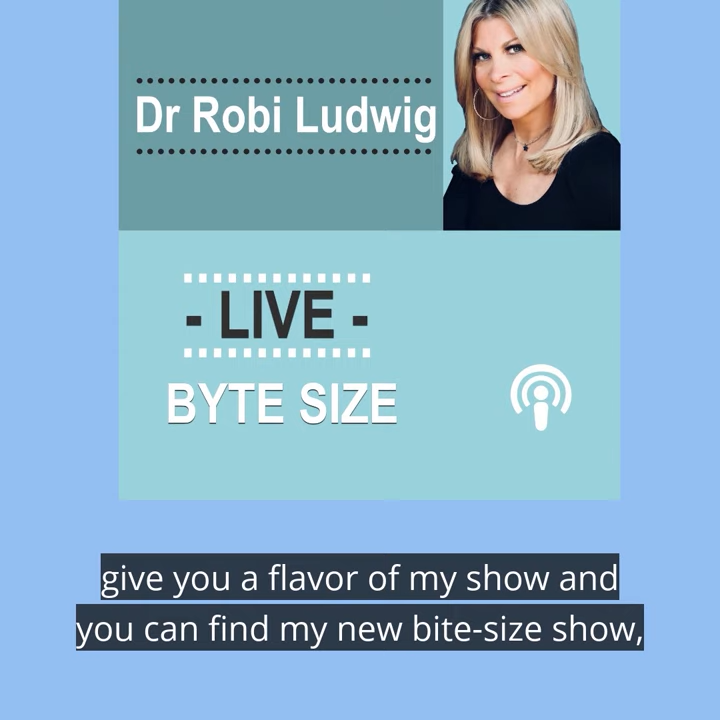 Dr Robi Ludwig
- LIVE -
BYTE SIZE
give you a flavor of my show and
you can find my new bite-size show,